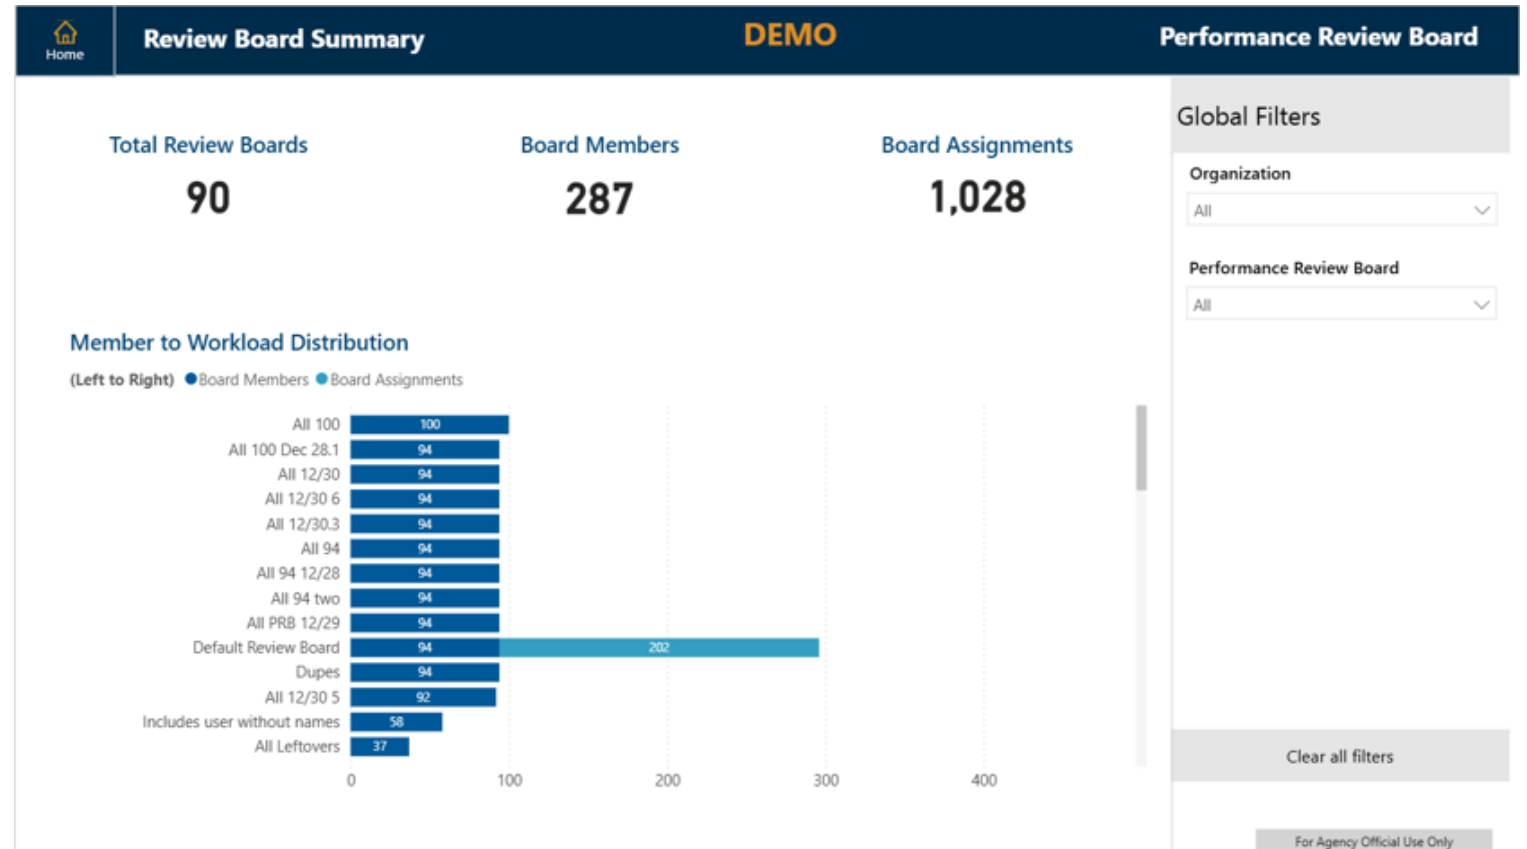 Home
Review Board Summary
DEMO
Performance Review Board
Total Review Boards
90
Board Members
287
Board Assignments
1,028
Global Filters
Organization
All
Performance Review Board
All
Member to Workload Distribution
(Left to Right) Board Members Board Assignments
All 100 100
All 100 Dec 28.1 94
All 12/30 94
All 12/30 6 94
All 12/30.3 94
All 94 94
All 94 12/28 94
All 94 two 94
All PRB 12/29 94
Default Review Board 94 202
Dupes 94
All 12/30 5 92
Includes user without names 58
All Leftovers 37
0 100 200 300 400
Clear all filters
For Agency Official Use Only